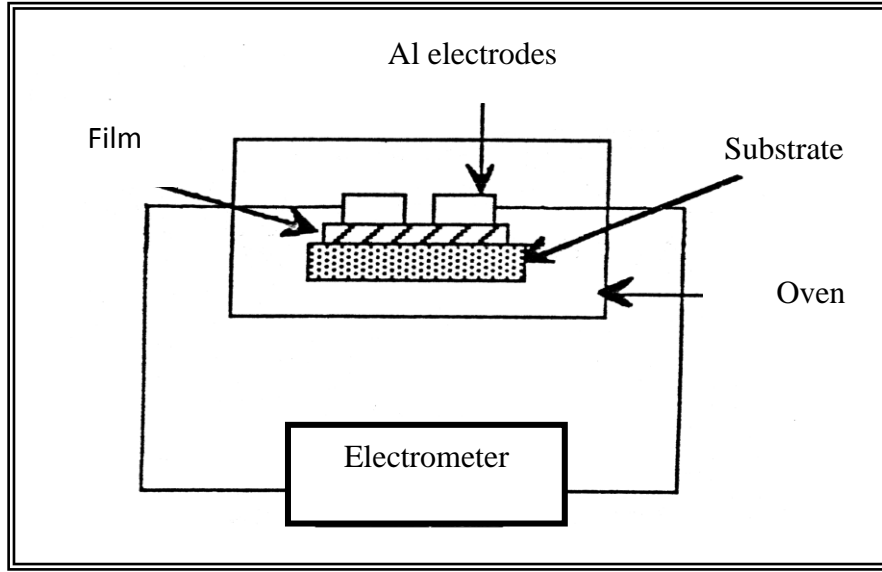 Al electrodes
Film
Substrate
Oven
Electrometer